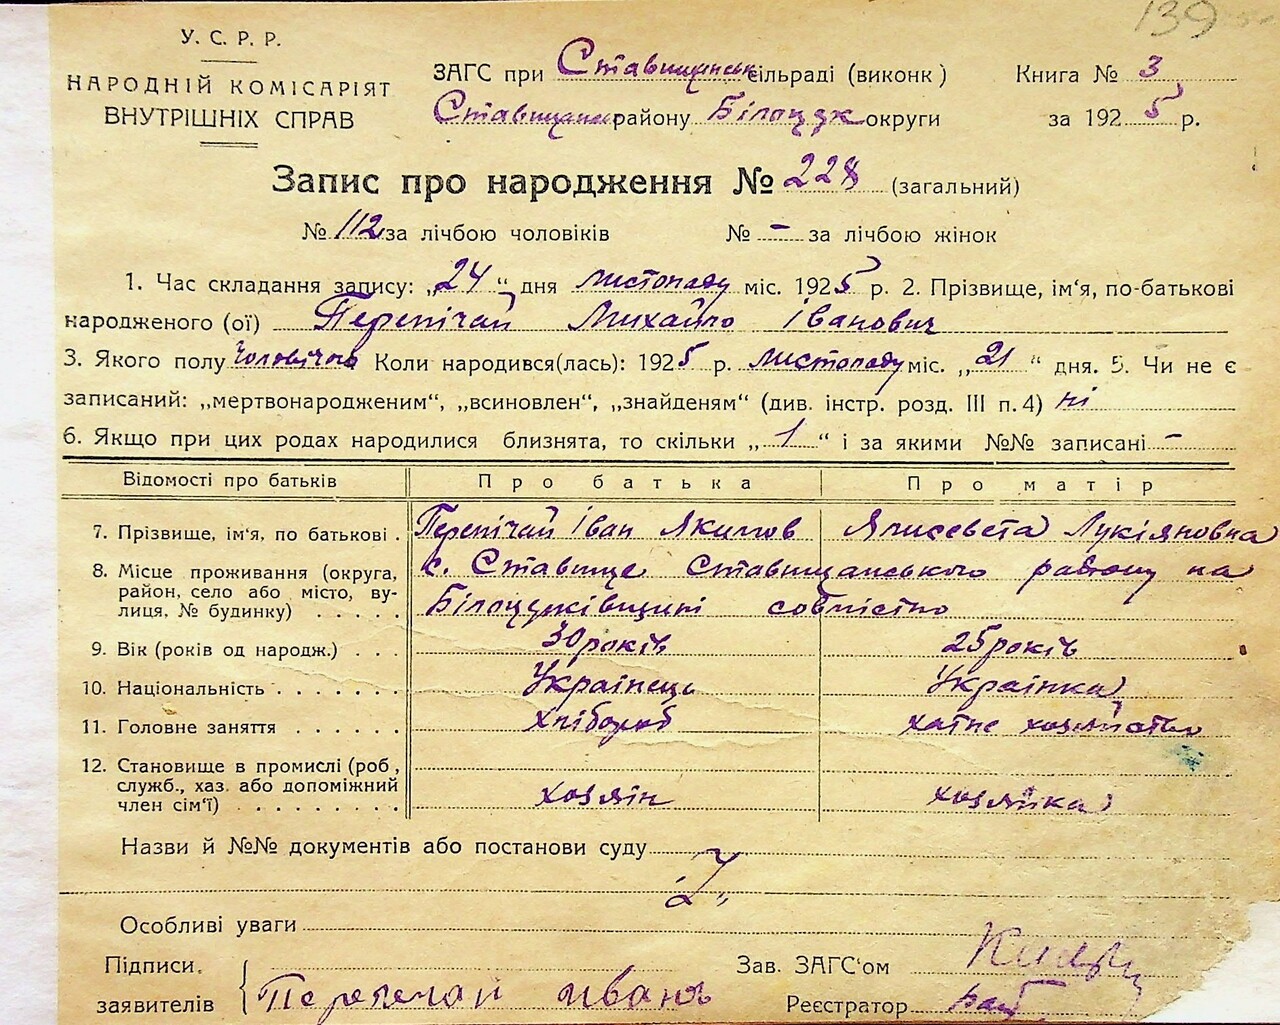 139
У. С. Р. Р.
НАРОДНІЙ КОМІСАРІЯТ
ВНУТРІШНІХ СПРАВ
ЗАГС при Ставищанськ сільраді (виконк )
Ставищанськ району Білоцерк округи
Книга № 3
за 1925 р.
Запис про народження № 228 (загальний)
№ 112 за лічбою чоловіків № - за лічбою жінок
1. Час складання запису: „24“ дня листопаду міс. 1925 р. 2. Прізвище, ім‘я, по-батькові
народженого (ої) Перепічай Михайло Іванович
3. Якого полу чоловічого Коли народився(лась): 1925 р. листопаду міс. „21“ дня. 5. Чи не є
записаний: „мертвонародженим“, „всиновлен“, „знайденям“ (див. інстр. розд. III п. 4) ні
6. Якщо при цих родах народилися близнята, то скільки „1“ і за якими №№ записані -
Відомості про батьків Про батька Про матір
7. Прізвище, ім‘я, по батькові . Перепічай Іван Якимов Ялисевета Лукіяновна
8. Місце проживання (округа, с. Ставище Ставищанського району на
район, село або місто, ву-
лиця, № будинку) . . . . . Білоцерківщині
9. Вік (років од народж.) . . . 30 років 25 років
10. Національність . . . . . . . Українець Українка
11. Головне заняття . . . . . . хлібороб хатнє хозяйство
12. Становище в промислі (роб,
служб., хаз. або допоміжний хозяїн хозяйка
член сім‘ї) . . . . . . . .
Назви й №№ документів або постанови суду
Особливі уваги
Підписи.
заявителів Перепечай Иванъ
Зав. ЗАГС‘ом
Реєстратор